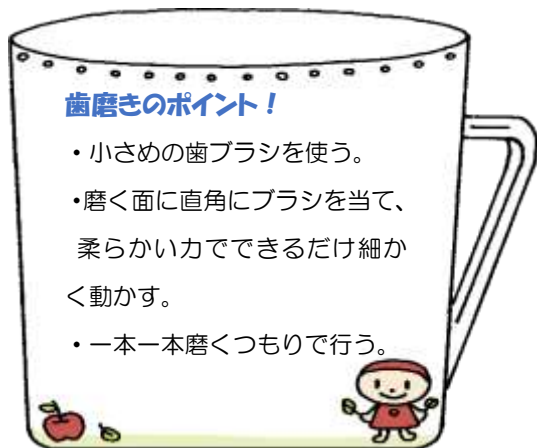 歯磨きのポイント！
・小さめの歯ブラシを使う。
・磨く面に直角にブラシを当て、
柔らかい力でできるだけ細か
く動かす。
・一本一本磨くつもりで行う。